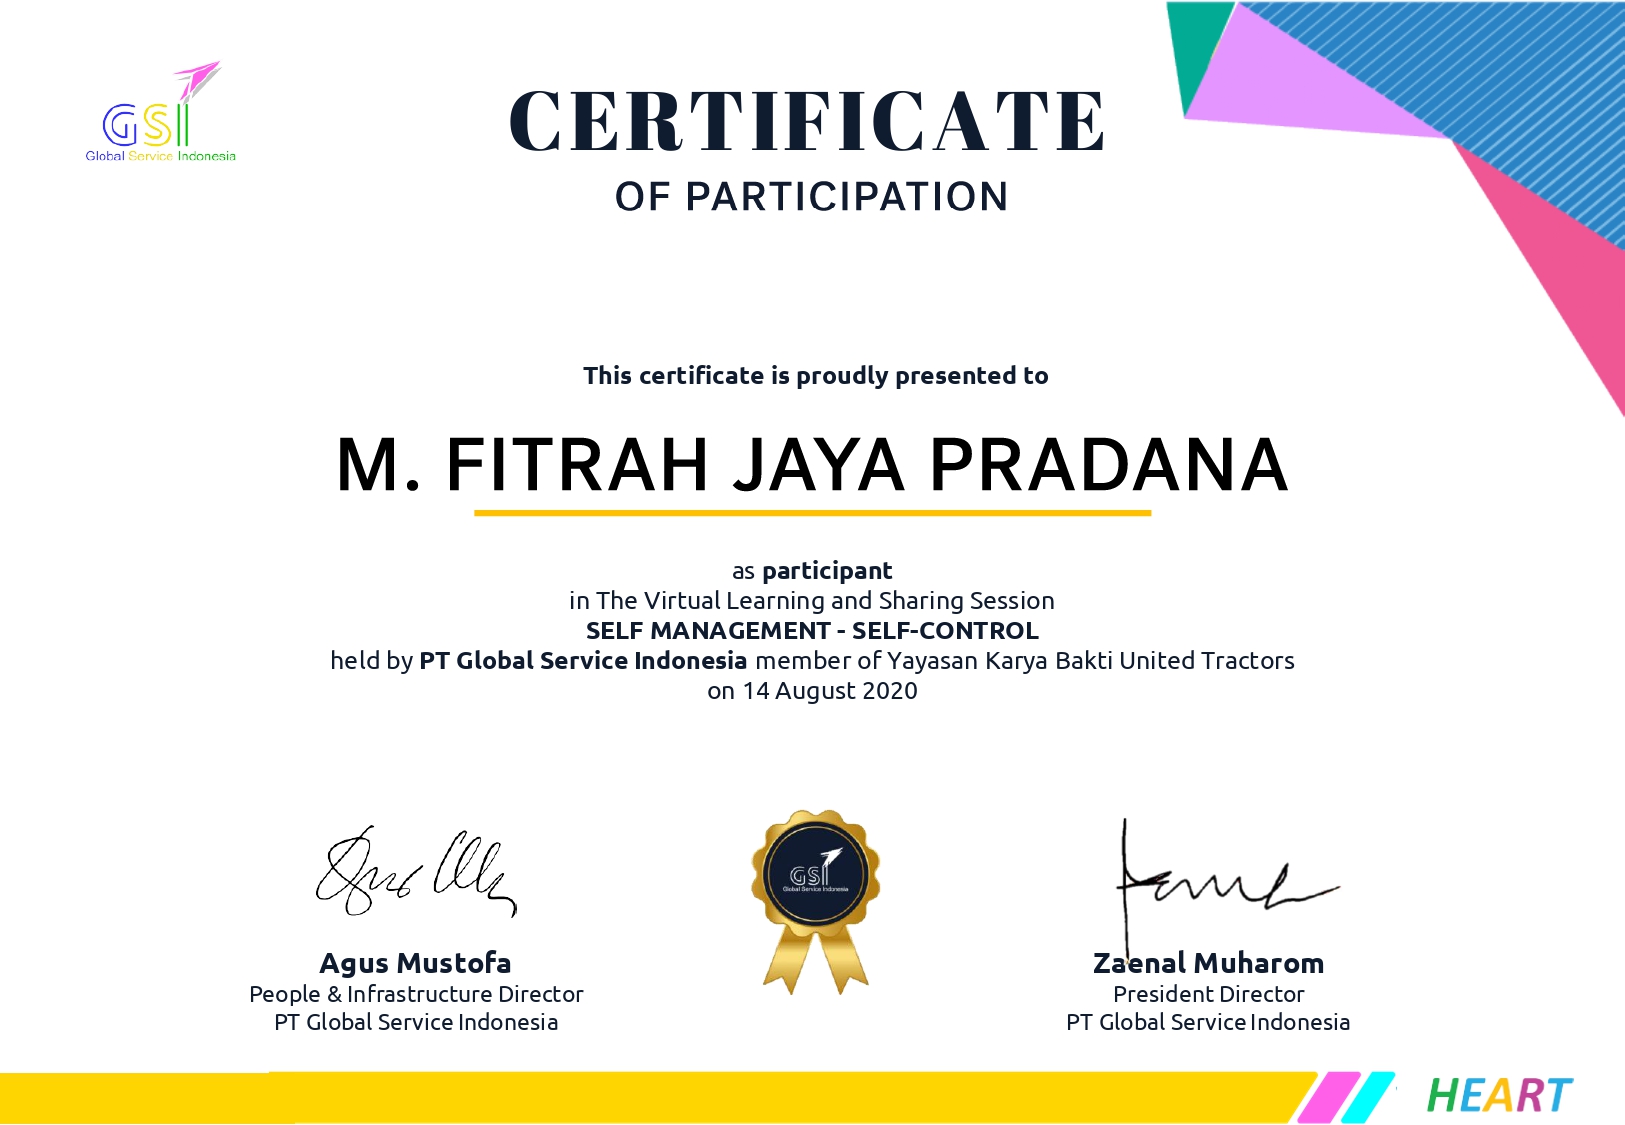 GSI
Global Service Indonesia
CERTIFICATE
OF PARTICIPATION
This certificate is proudly presented to
M. FITRAH JAYA PRADANA
as participant
in The Virtual Learning and Sharing Session
SELF MANAGEMENT - SELF-CONTROL
held by PT Global Service Indonesia member of Yayasan Karya Bakti United Tractors
on 14 August 2020
GSI
Global Service Indonesia
Agus Mustofa
People & Infrastructure Director
PT Global Service Indonesia
Zaenal Muharom
President Director
PT Global Service Indonesia
HEART